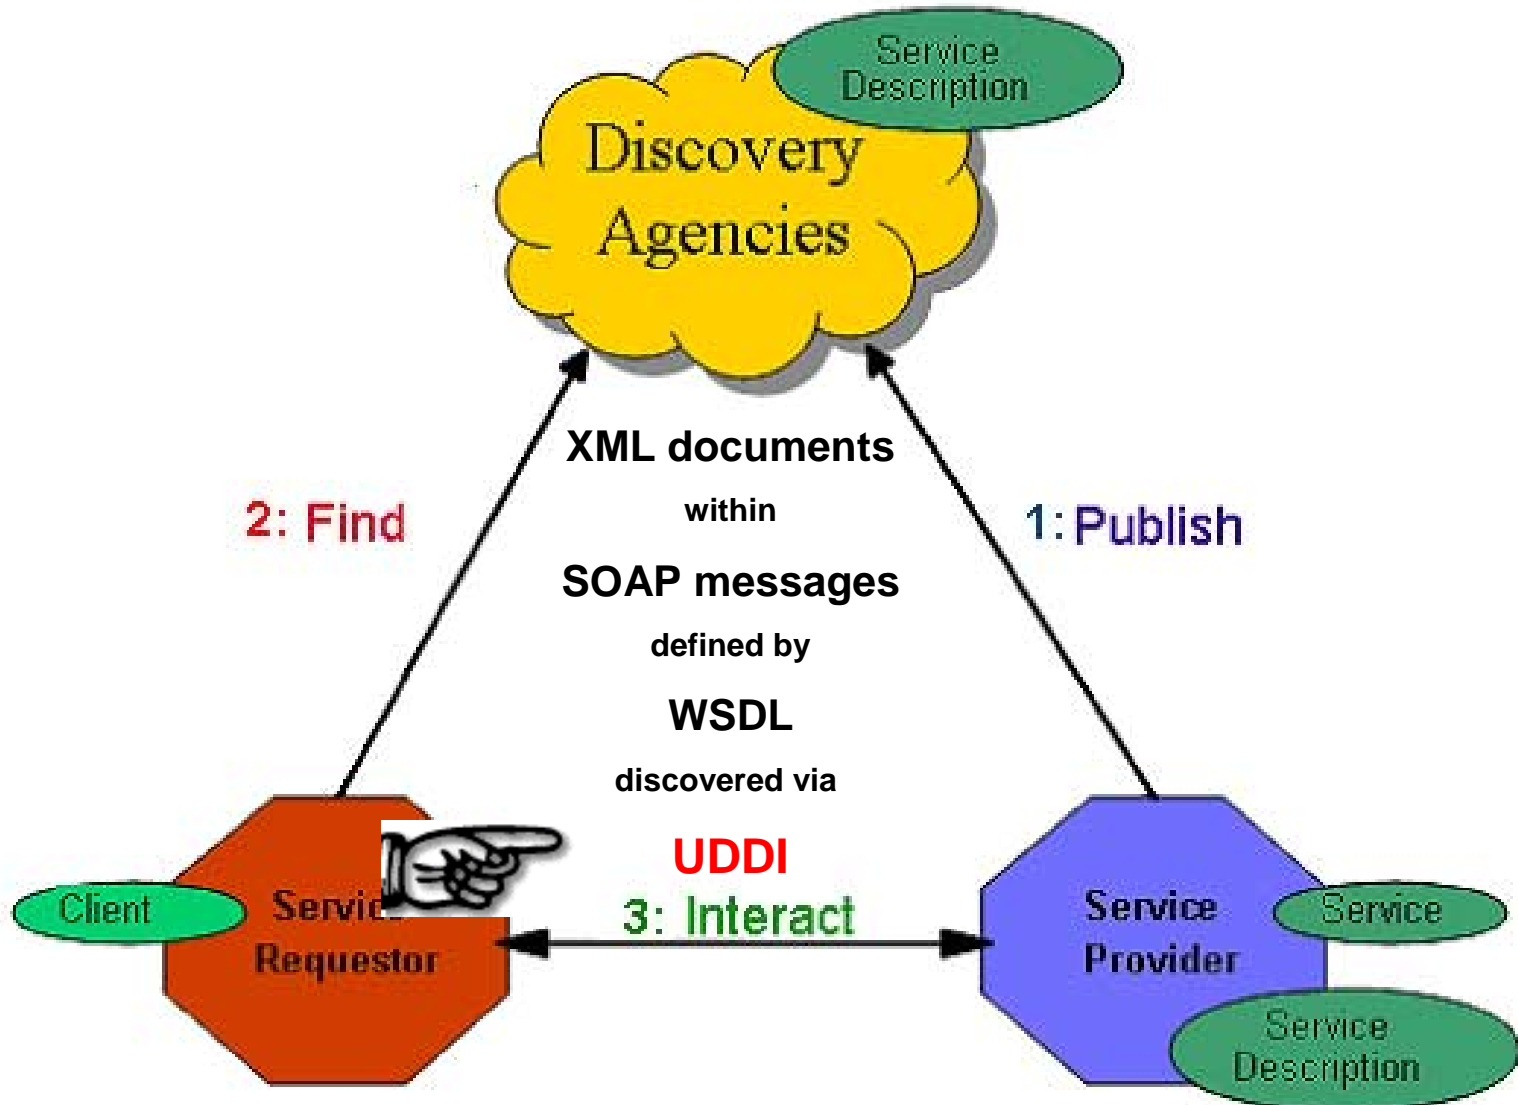 Service
Description
Discovery
Agencies
XML documents
within
2: Find
1: Publish
SOAP messages
defined by
WSDL
discovered via
UDDI
3: Interact
Client
Service
Requestor
Service
Provider
Service
Service
Description